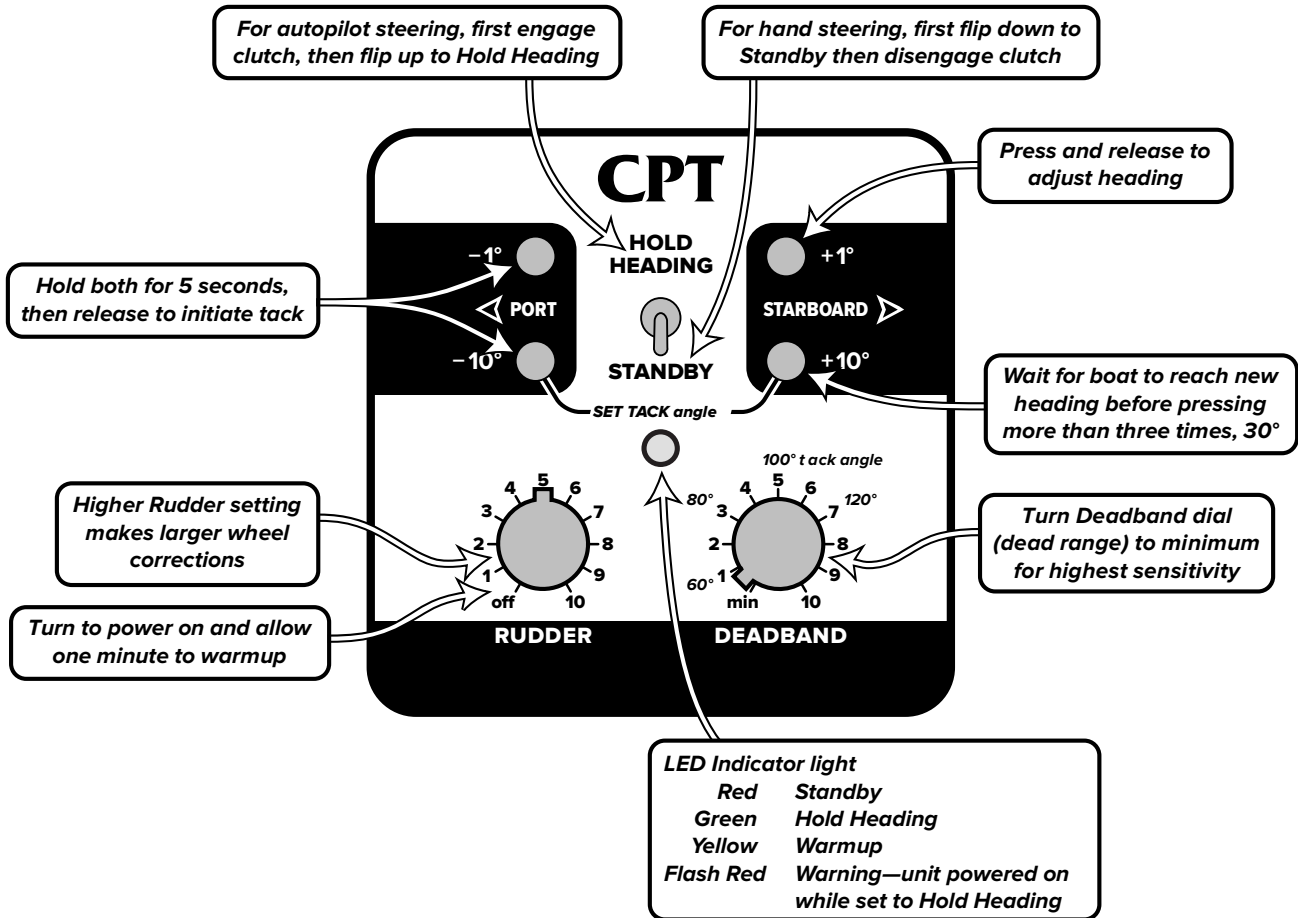 For autopilot steering, first engage
clutch, then flip up to Hold Heading
For hand steering, first flip down to
Standby then disengage clutch
Press and release to
adjust heading
CPT
HOLD
HEADING
–1°
+1°
Hold both for 5 seconds,
then release to initiate tack
PORT
STARBOARD
–10°
+10°
STANDBY
Wait for boat to reach new
heading before pressing
more than three times, 30°
SET TACK angle
100° t ack angle
80°
120°
60°
Higher Rudder setting
makes larger wheel
corrections
off
1
2
3
4
5
6
7
8
9
10
RUDDER
min
1
2
3
4
5
6
7
8
9
10
DEADBAND
Turn Deadband dial
(dead range) to minimum
for highest sensitivity
Turn to power on and allow
one minute to warmup
LED Indicator light
Red Standby
Green Hold Heading
Yellow Warmup
Flash Red Warning—unit powered on
while set to Hold Heading